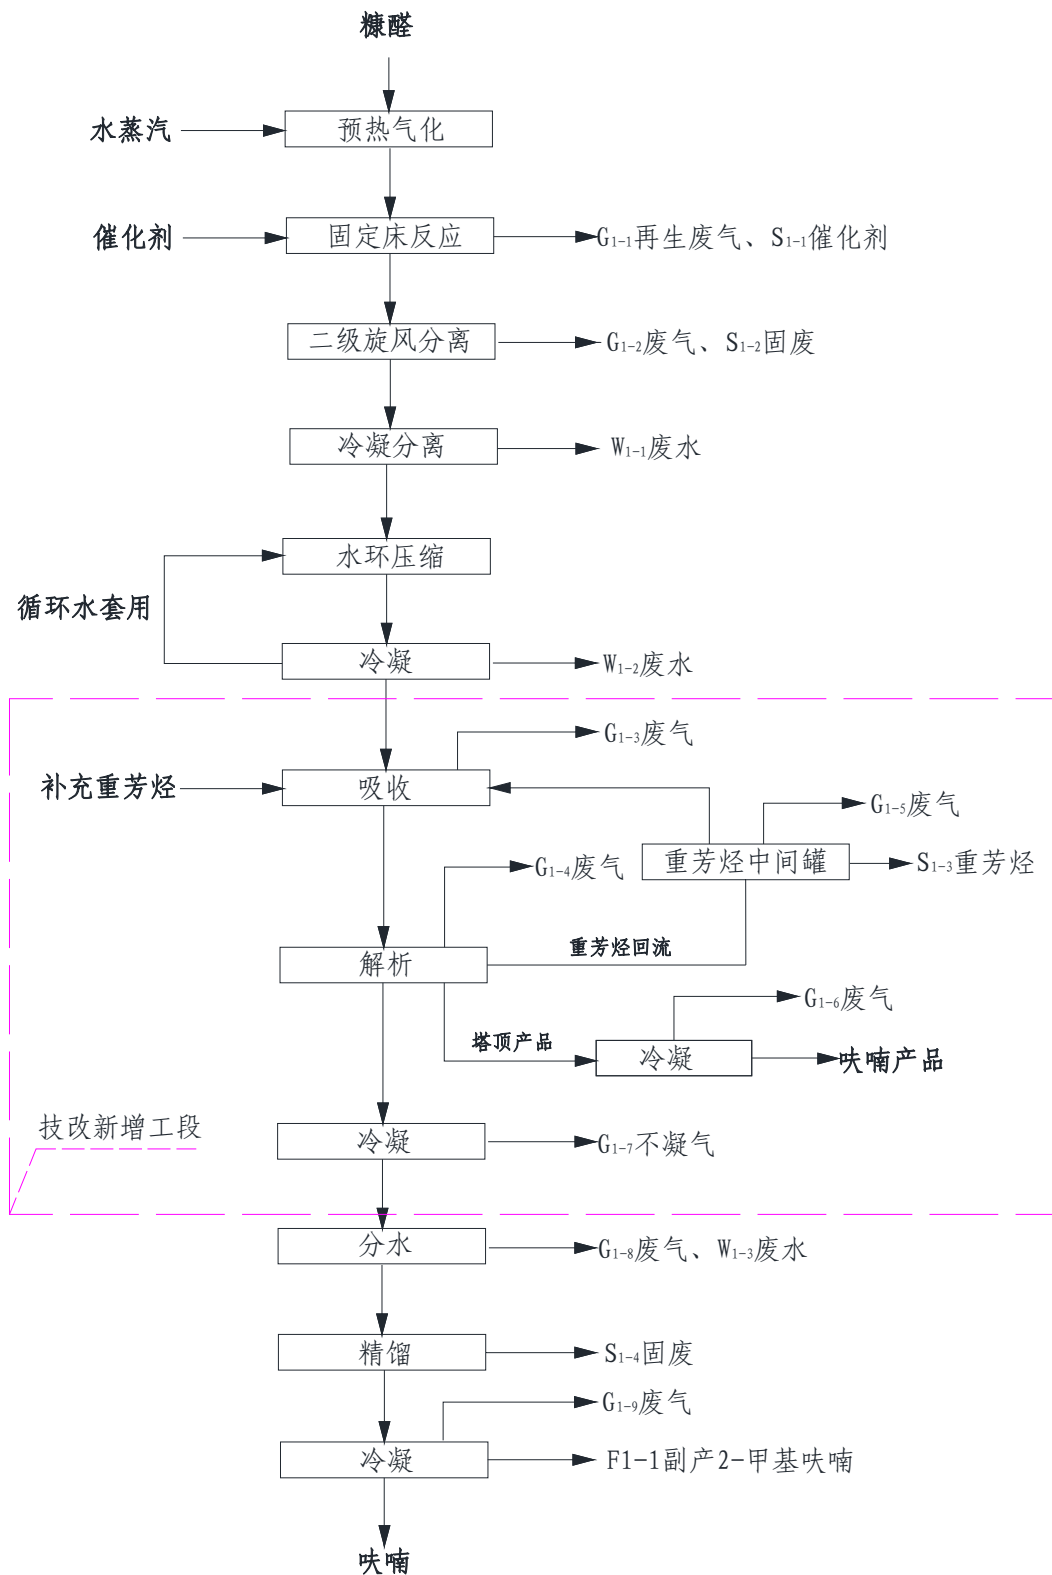 糠醛
水蒸汽
预热气化
催化剂
固定床反应
G₁₋₁再生废气、S₁₋₁催化剂
二级旋风分离
G₁₋₂废气、S₁₋₂固废
冷凝分离
W₁₋₁废水
水环压缩
循环水套用
冷凝
W₁₋₂废水
G₁₋₃废气
补充重芳烃
吸收
G₁₋₅废气
重芳烃中间罐
S₁₋₃重芳烃
G₁₋₄废气
重芳烃回流
解析
G₁₋₆废气
塔顶产品
冷凝
呋喃产品
技改新增工段
冷凝
G₁₋₇不凝气
分水
G₁₋₈废气、W₁₋₃废水
精馏
S₁₋₄固废
G₁₋₉废气
冷凝
F1-1副产2-甲基呋喃
呋喃